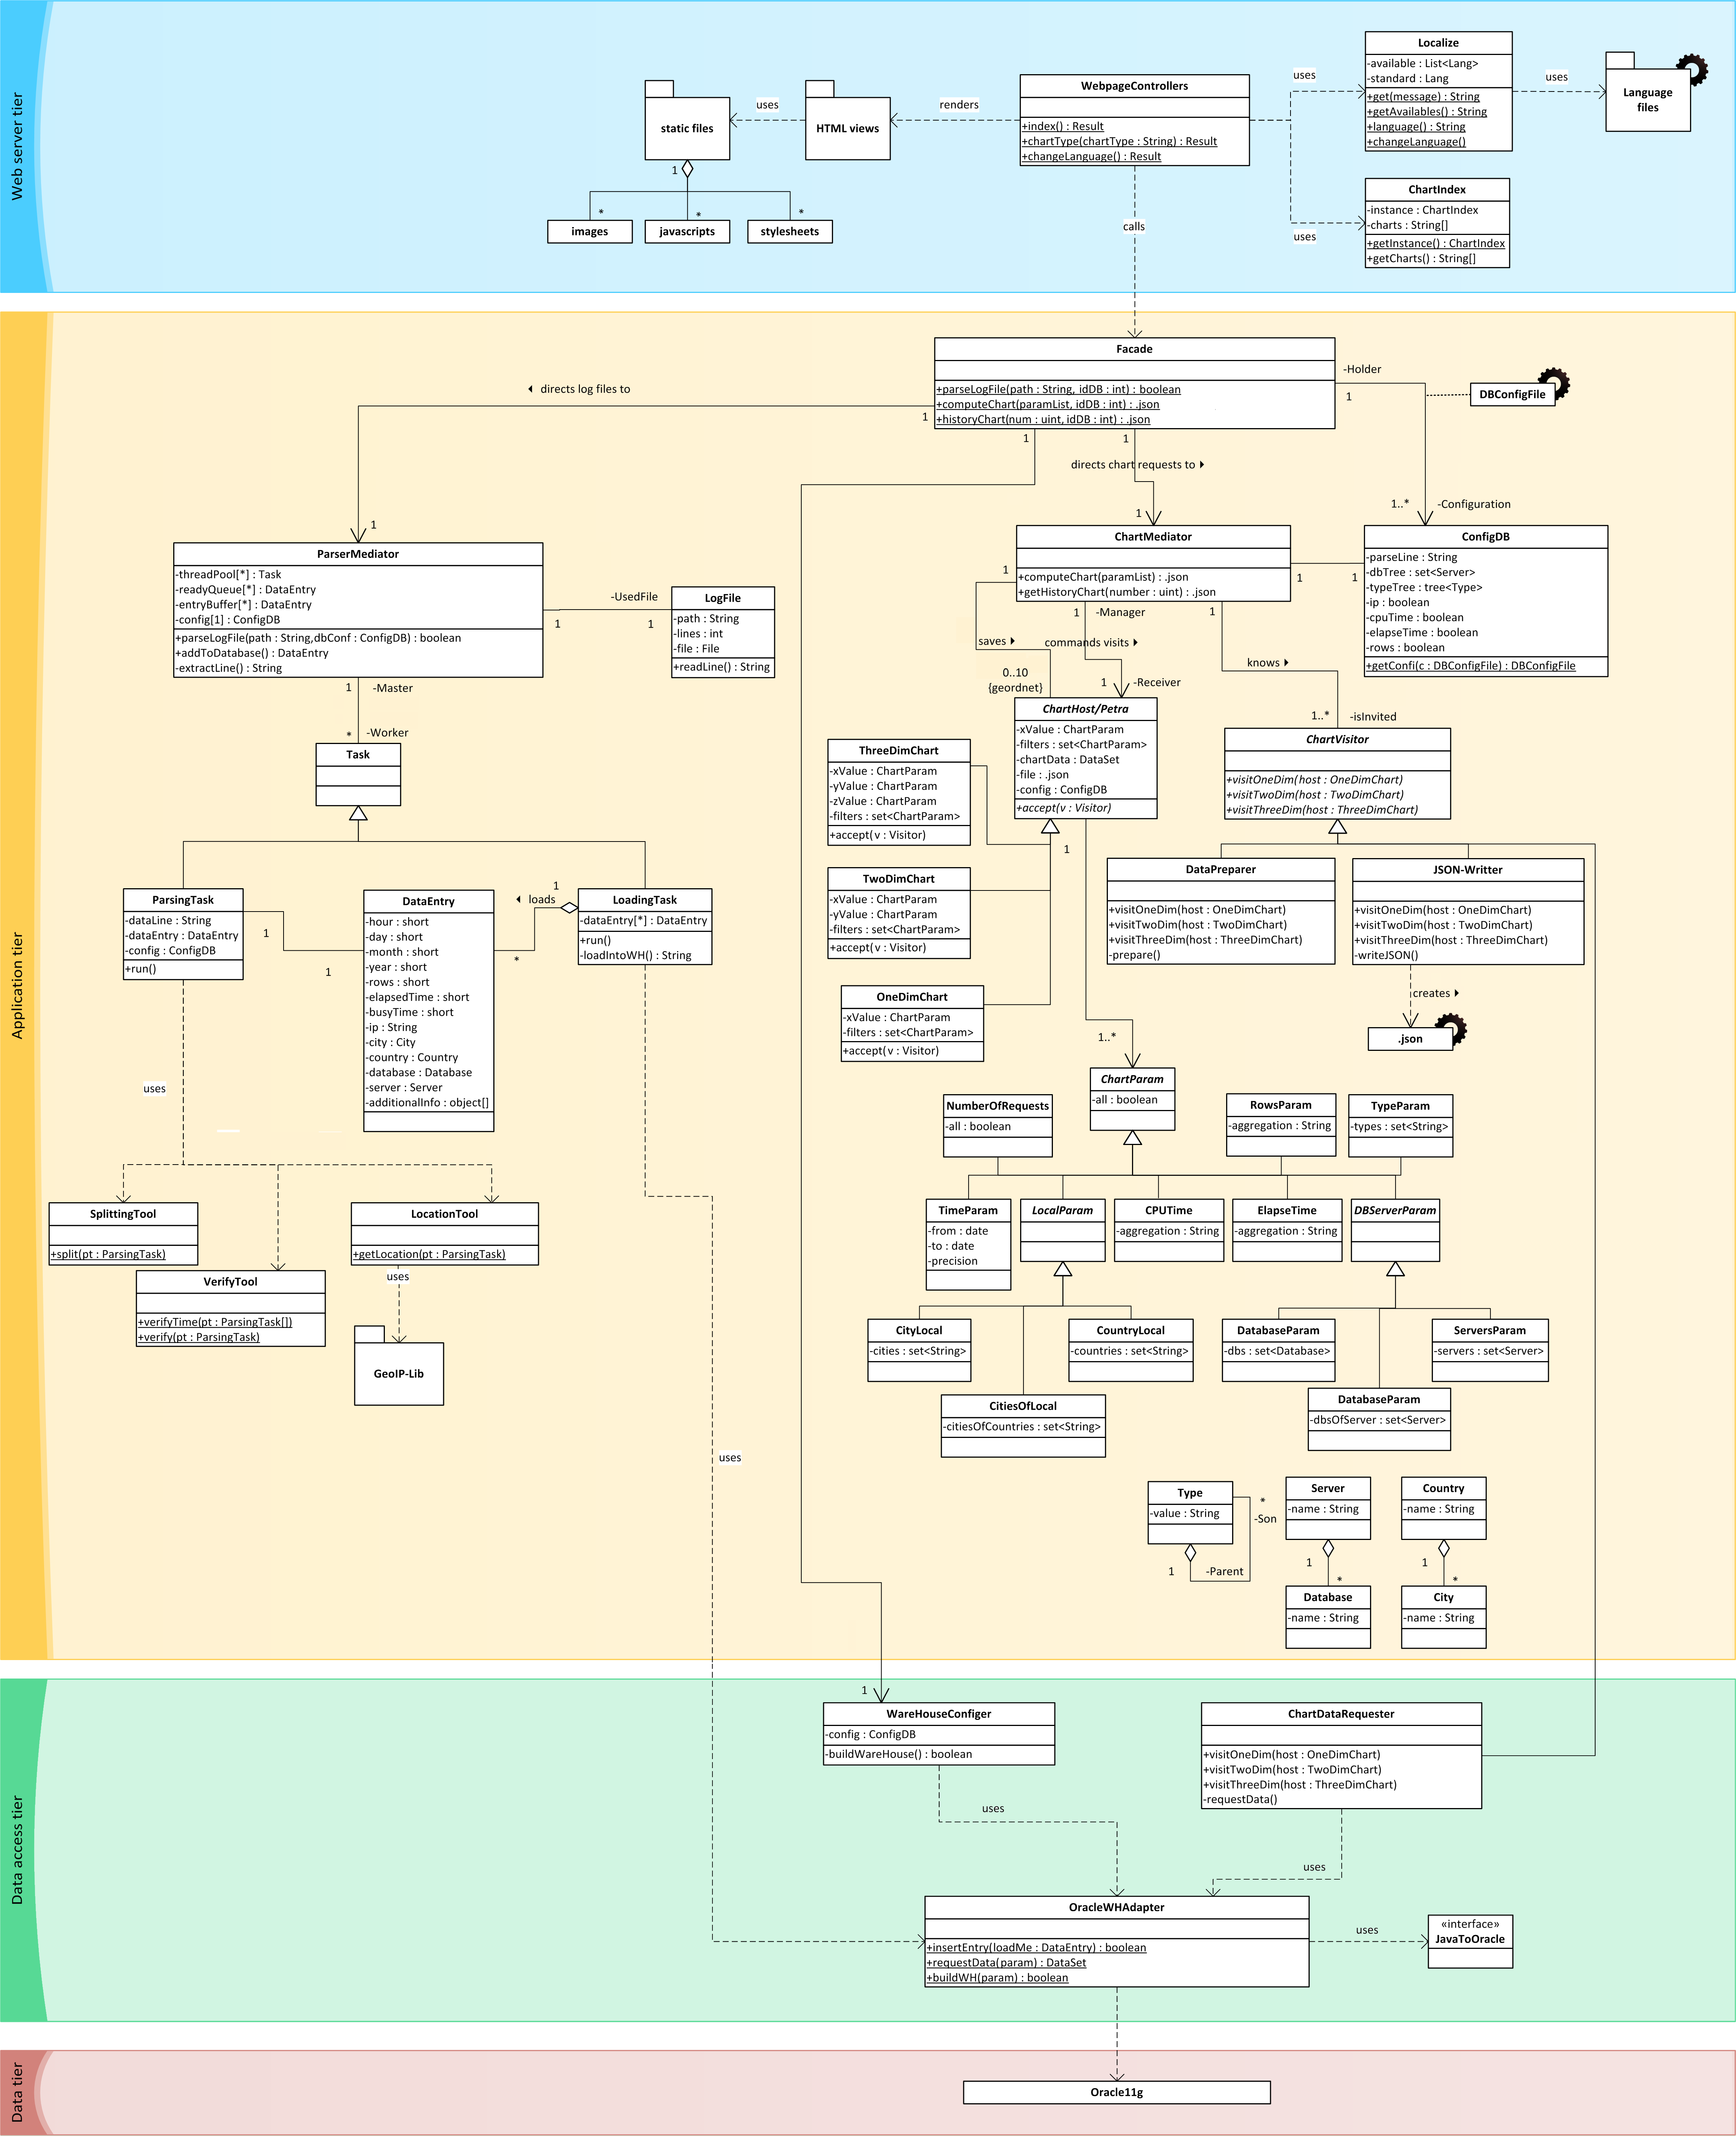 Web server tier
Localize
-available : List<Lang>
-standard : Lang
+get(message) : String
+getAvailables() : String
+language() : String
+changeLanguage()
uses
uses
Language
files
WebpageControllers
+index() : Result
+chartType(chartType : String) : Result
+changeLanguage() : Result
renders
HTML views
uses
static files
1
*
*
*
images
javascripts
stylesheets
ChartIndex
-instance : ChartIndex
-charts : String[]
+getInstance() : ChartIndex
+getCharts() : String[]
uses
calls
Application tier
Facade
+parseLogFile(path : String, idDB : int) : boolean
+computeChart(paramList, idDB : int) : .json
+historyChart(num : uint, idDB : int) : .json
directs log files to
1
1
1
-Holder
1
DBConfigFile
directs chart requests to
1
1
1..*
-Configuration
ParserMediator
-threadPool[*] : Task
-readyQueue[*] : DataEntry
-entryBuffer[*] : DataEntry
-config[1] : ConfigDB
+parseLogFile(path : String,dbConf : ConfigDB) : boolean
+addToDatabase() : DataEntry
-extractLine() : String
-UsedFile
1
1
LogFile
-path : String
-lines : int
-file : File
+readLine() : String
1
-Master
*
-Worker
Task
ChartMediator
+computeChart(paramList) : .json
+getHistoryChart(number : uint) : .json
1
1
1
ConfigDB
-parseLine : String
-dbTree : set<Server>
-typeTree : tree<Type>
-ip : boolean
-cpuTime : boolean
-elapseTime : boolean
-rows : boolean
+getConfi(c : DBConfigFile) : DBConfigFile
1
-Manager
1
saves
commands visits
knows
0..10
{geordnet}
1
-Receiver
1..*
-isInvited
ChartHost/Petra
-xValue : ChartParam
-filters : set<ChartParam>
-chartData : DataSet
-file : .json
-config : ConfigDB
+accept(v : Visitor)
ChartVisitor
+visitOneDim(host : OneDimChart)
+visitTwoDim(host : TwoDimChart)
+visitThreeDim(host : ThreeDimChart)
ThreeDimChart
-xValue : ChartParam
-yValue : ChartParam
-zValue : ChartParam
-filters : set<ChartParam>
+accept(v : Visitor)
1
TwoDimChart
-xValue : ChartParam
-yValue : ChartParam
-filters : set<ChartParam>
+accept(v : Visitor)
OneDimChart
-xValue : ChartParam
-filters : set<ChartParam>
+accept(v : Visitor)
DataPreparer
+visitOneDim(host : OneDimChart)
+visitTwoDim(host : TwoDimChart)
+visitThreeDim(host : ThreeDimChart)
-prepare()
JSON-Writter
+visitOneDim(host : OneDimChart)
+visitTwoDim(host : TwoDimChart)
+visitThreeDim(host : ThreeDimChart)
-writeJSON()
creates
.json
ParsingTask
-dataLine : String
-dataEntry : DataEntry
-config : ConfigDB
+run()
1
1
DataEntry
-hour : short
-day : short
-month : short
-year : short
-rows : short
-elapsedTime : short
-busyTime : short
-ip : String
-city : City
-country : Country
-database : Database
-server : Server
-additionalInfo : object[]
loads
1
*
LoadingTask
-dataEntry[*] : DataEntry
+run()
-loadIntoWH() : String
uses
SplittingTool
+split(pt : ParsingTask)
VerifyTool
+verifyTime(pt : ParsingTask[])
+verify(pt : ParsingTask)
LocationTool
+getLocation(pt : ParsingTask)
uses
GeoIP-Lib
uses
1..*
ChartParam
-all : boolean
NumberOfRequests
-all : boolean
RowsParam
-aggregation : String
TypeParam
-types : set<String>
TimeParam
-from : date
-to : date
-precision
LocalParam
CPUTime
-aggregation : String
ElapseTime
-aggregation : String
DBServerParam
CityLocal
-cities : set<String>
CountryLocal
-countries : set<String>
CitiesOfLocal
-citiesOfCountries : set<String>
DatabaseParam
-dbs : set<Database>
ServersParam
-servers : set<Server>
DatabaseParam
-dbsOfServer : set<Server>
Type
-value : String
*
-Son
1
-Parent
Server
-name : String
1
*
Database
-name : String
Country
-name : String
1
*
City
-name : String
Data access tier
1
WareHouseConfiger
-config : ConfigDB
-buildWareHouse() : boolean
uses
ChartDataRequester
+visitOneDim(host : OneDimChart)
+visitTwoDim(host : TwoDimChart)
+visitThreeDim(host : ThreeDimChart)
-requestData()
uses
OracleWHAdapter
+insertEntry(loadMe : DataEntry) : boolean
+requestData(param) : DataSet
+buildWH(param) : boolean
uses
«interface»
JavaToOracle
Data tier
Oracle11g